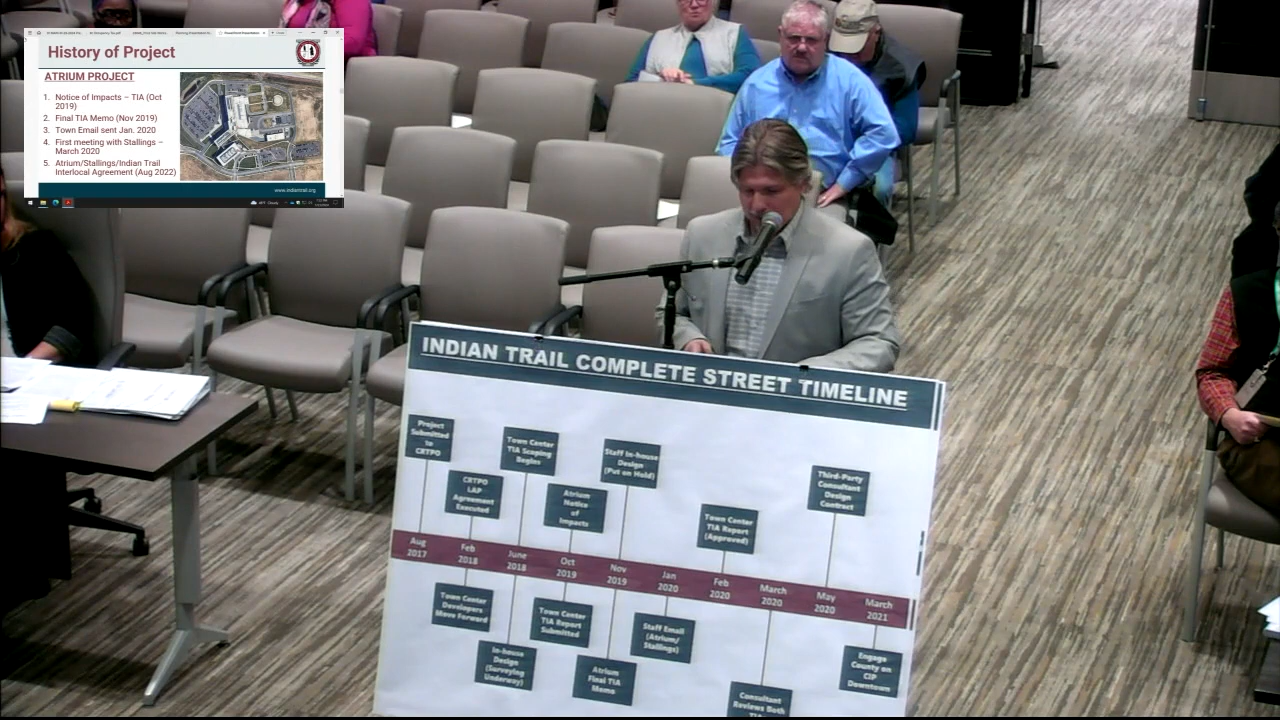 History of Project
ATRIUM PROJECT
1. Notice of Impacts – TIA (Oct
2019)
2. Final TIA Memo (Nov 2019)
3. Town Email sent Jan. 2020
4. First meeting with Stallings –
March 2020
5. Atrium/Stallings/Indian Trail
Interlocal Agreement (Aug 2022)
www.indiantrail.org
INDIAN TRAIL COMPLETE STREET TIMELINE
Project
Submitted
to
CRTPO
CRTPO
LAP
Agreement
Executed
Town Center
TIA Scoping
Begins
Atrium
Notice
of
Impacts
Staff In-house
Design
(Put on Hold)
Town Center
TIA Report
(Approved)
Third-Party
Consultant
Design
Contract
Aug
2017
Feb
2018
June
2018
Oct
2019
Nov
2019
Jan
2020
Feb
2020
March
2020
May
2020
March
2021
Town Center
Developers
Move Forward
In-house
Design
(Surveying
Underway)
Town Center
TIA Report
Submitted
Atrium
Final TIA
Memo
Staff Email
(Atrium/
Stallings)
Consultant
Reviews Both
Engage
County on
CIP
Downtown